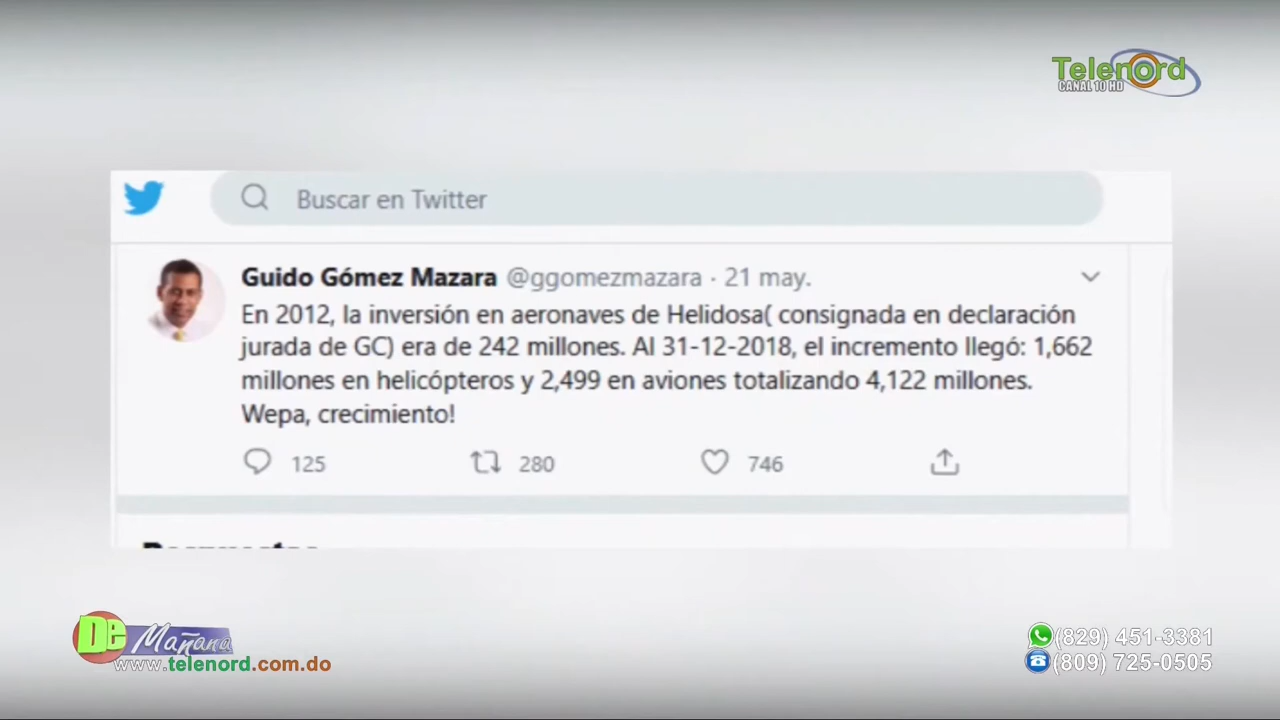 Telenord
CANAL 10 HD
Buscar en Twitter
Guido Gómez Mazara @ggomezmazara · 21 may.
En 2012, la inversión en aeronaves de Helidosa( consignada en declaración
jurada de GC) era de 242 millones. Al 31-12-2018, el incremento llegó: 1,662
millones en helicópteros y 2,499 en aviones totalizando 4,122 millones.
Wepa, crecimiento!
125 280 746
De Mañana
www.telenord.com.do
(829) 451-3381
(809) 725-0505